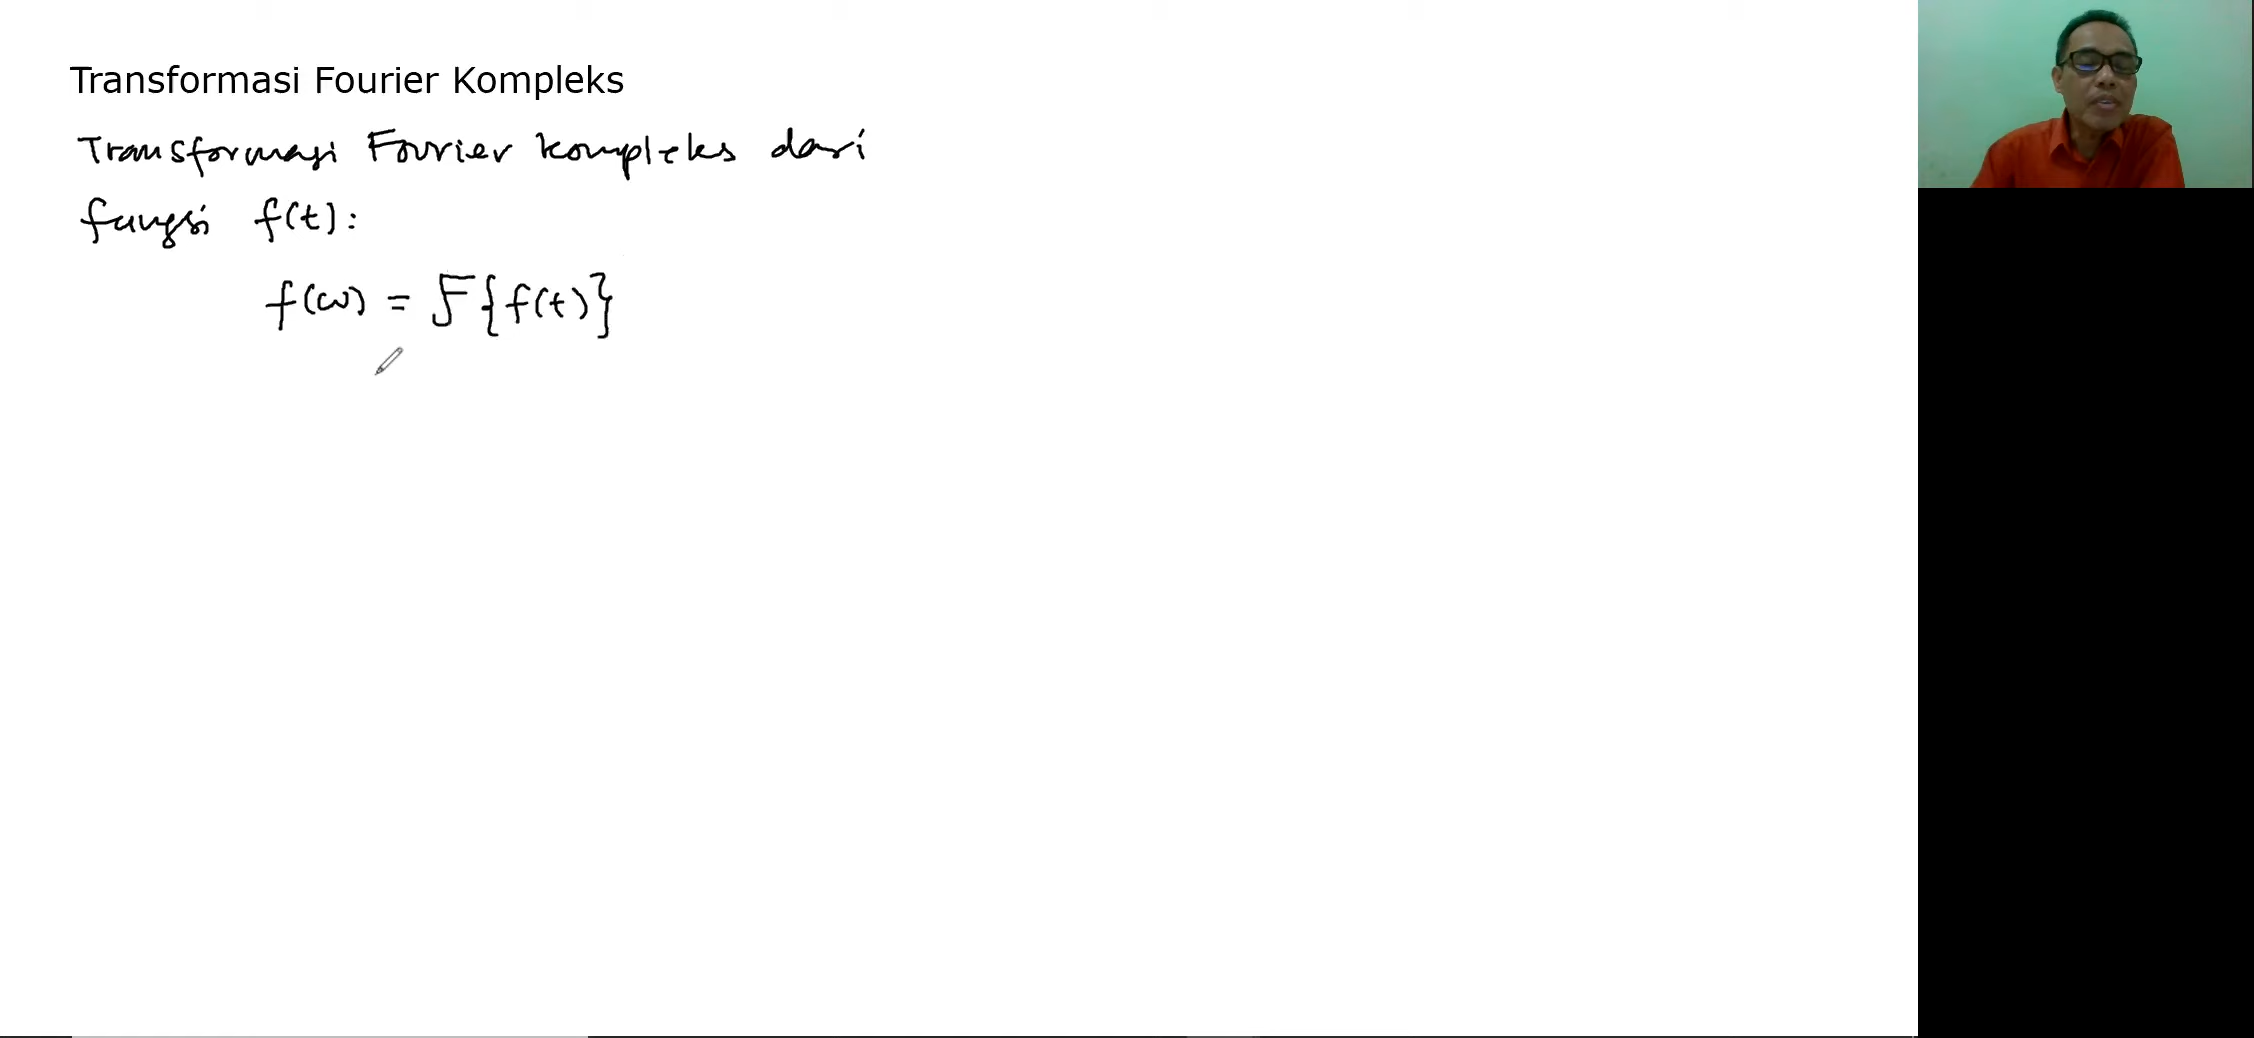 Transformasi Fourier Kompleks
Transformasi Fourier kompleks dari
fungsi f(t):
f(ω) = F{f(t)}